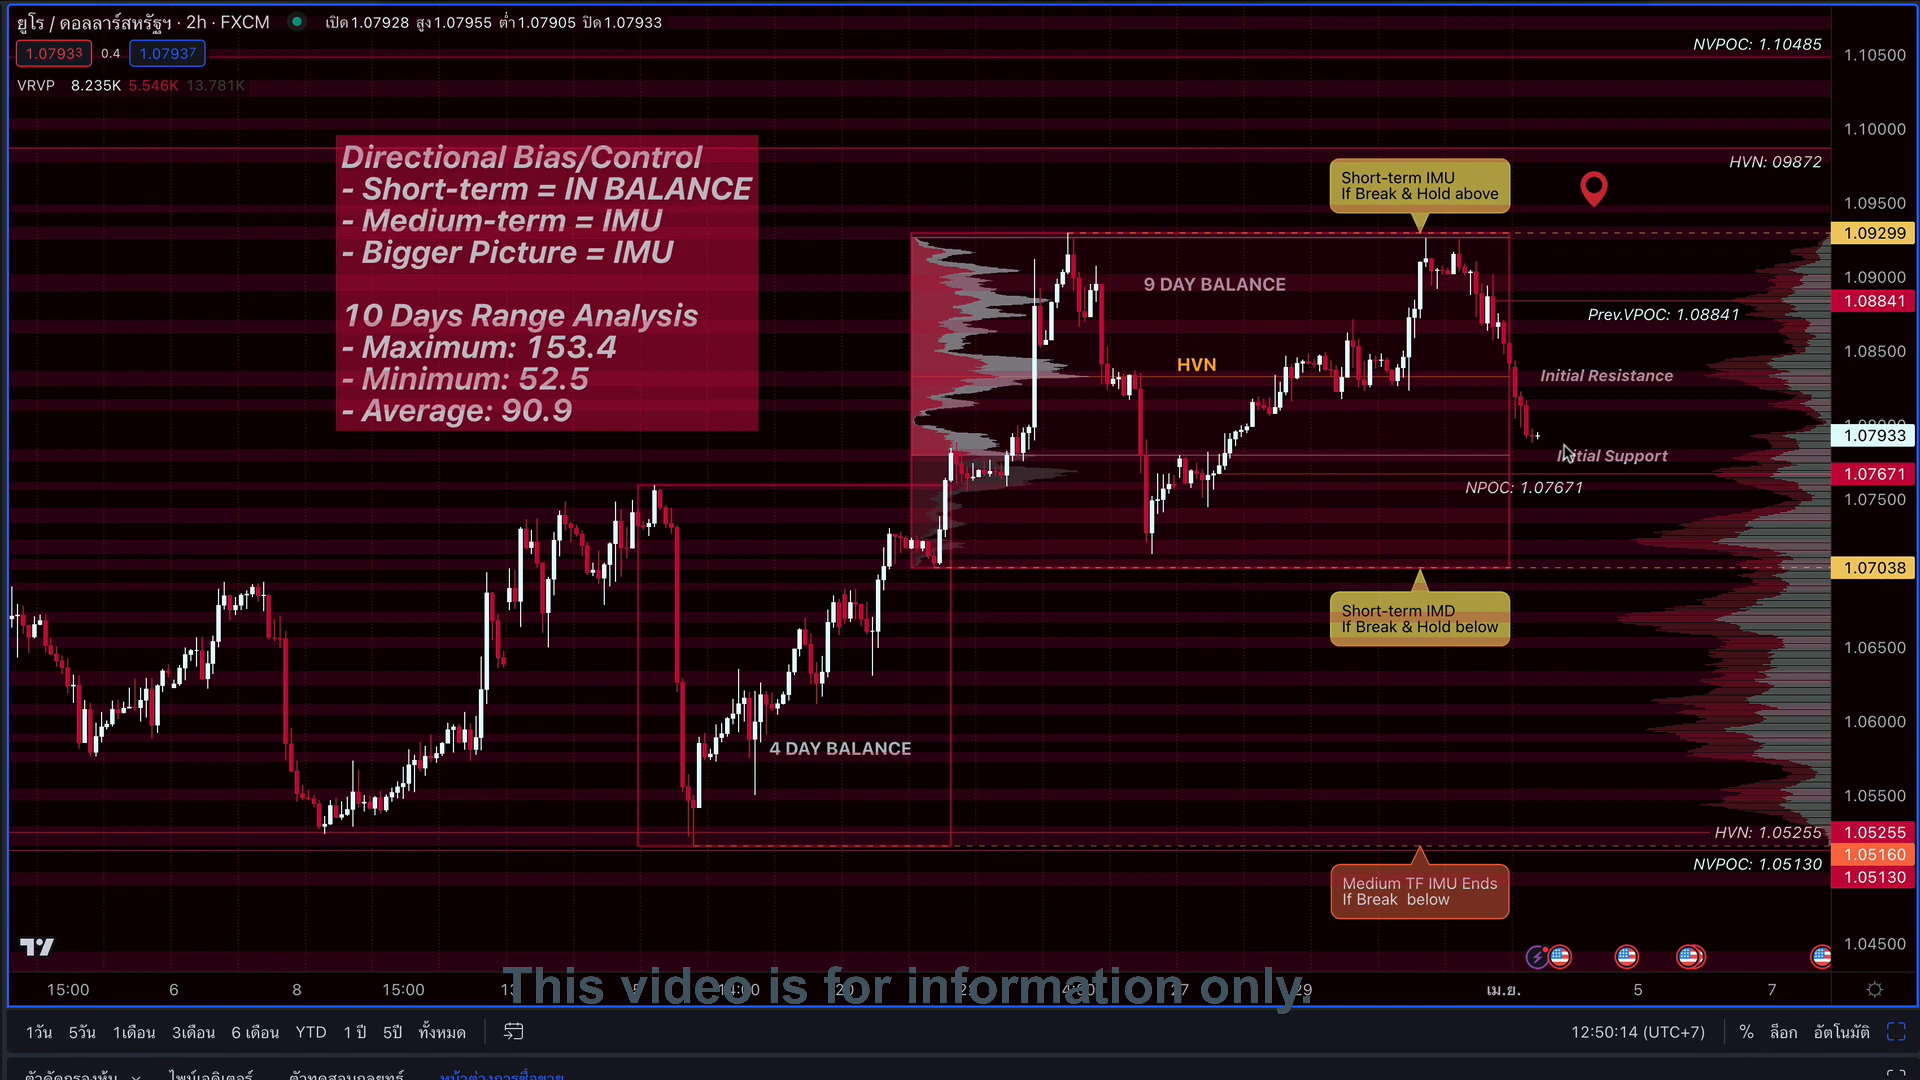 ยูโร / ดอลลาร์สหรัฐฯ · 2h · FXCM เปิด1.07928 สูง1.07955 ต่ำ1.07905 ปิด1.07933
1.07933 0.4 1.07937
VRVP 8.235K 5.546K 13.781K
NVPOC: 1.10485
1.10500
1.10000
HVN: 09872
1.09500
Directional Bias/Control
- Short-term = IN BALANCE
- Medium-term = IMU
- Bigger Picture = IMU
10 Days Range Analysis
- Maximum: 153.4
- Minimum: 52.5
- Average: 90.9
Short-term IMU
If Break & Hold above
1.09299
9 DAY BALANCE
1.09000
1.08841
Prev.VPOC: 1.08841
1.08500
HVN
Initial Resistance
1.07933
Initial Support
1.07671
NPOC: 1.07671
1.07500
1.07038
Short-term IMD
If Break & Hold below
1.06500
1.06000
4 DAY BALANCE
1.05500
HVN: 1.05255
1.05255
1.05160
NVPOC: 1.05130
1.05130
Medium TF IMU Ends
If Break below
1.04500
This video is for information only.
15:00 6 8 15:00 27 29 เม.ย. 5 7
1วัน 5วัน 1เดือน 3เดือน 6 เดือน YTD 1 ปี 5ปี ทั้งหมด 12:50:14 (UTC+7) % ล็อก อัตโนมัติ